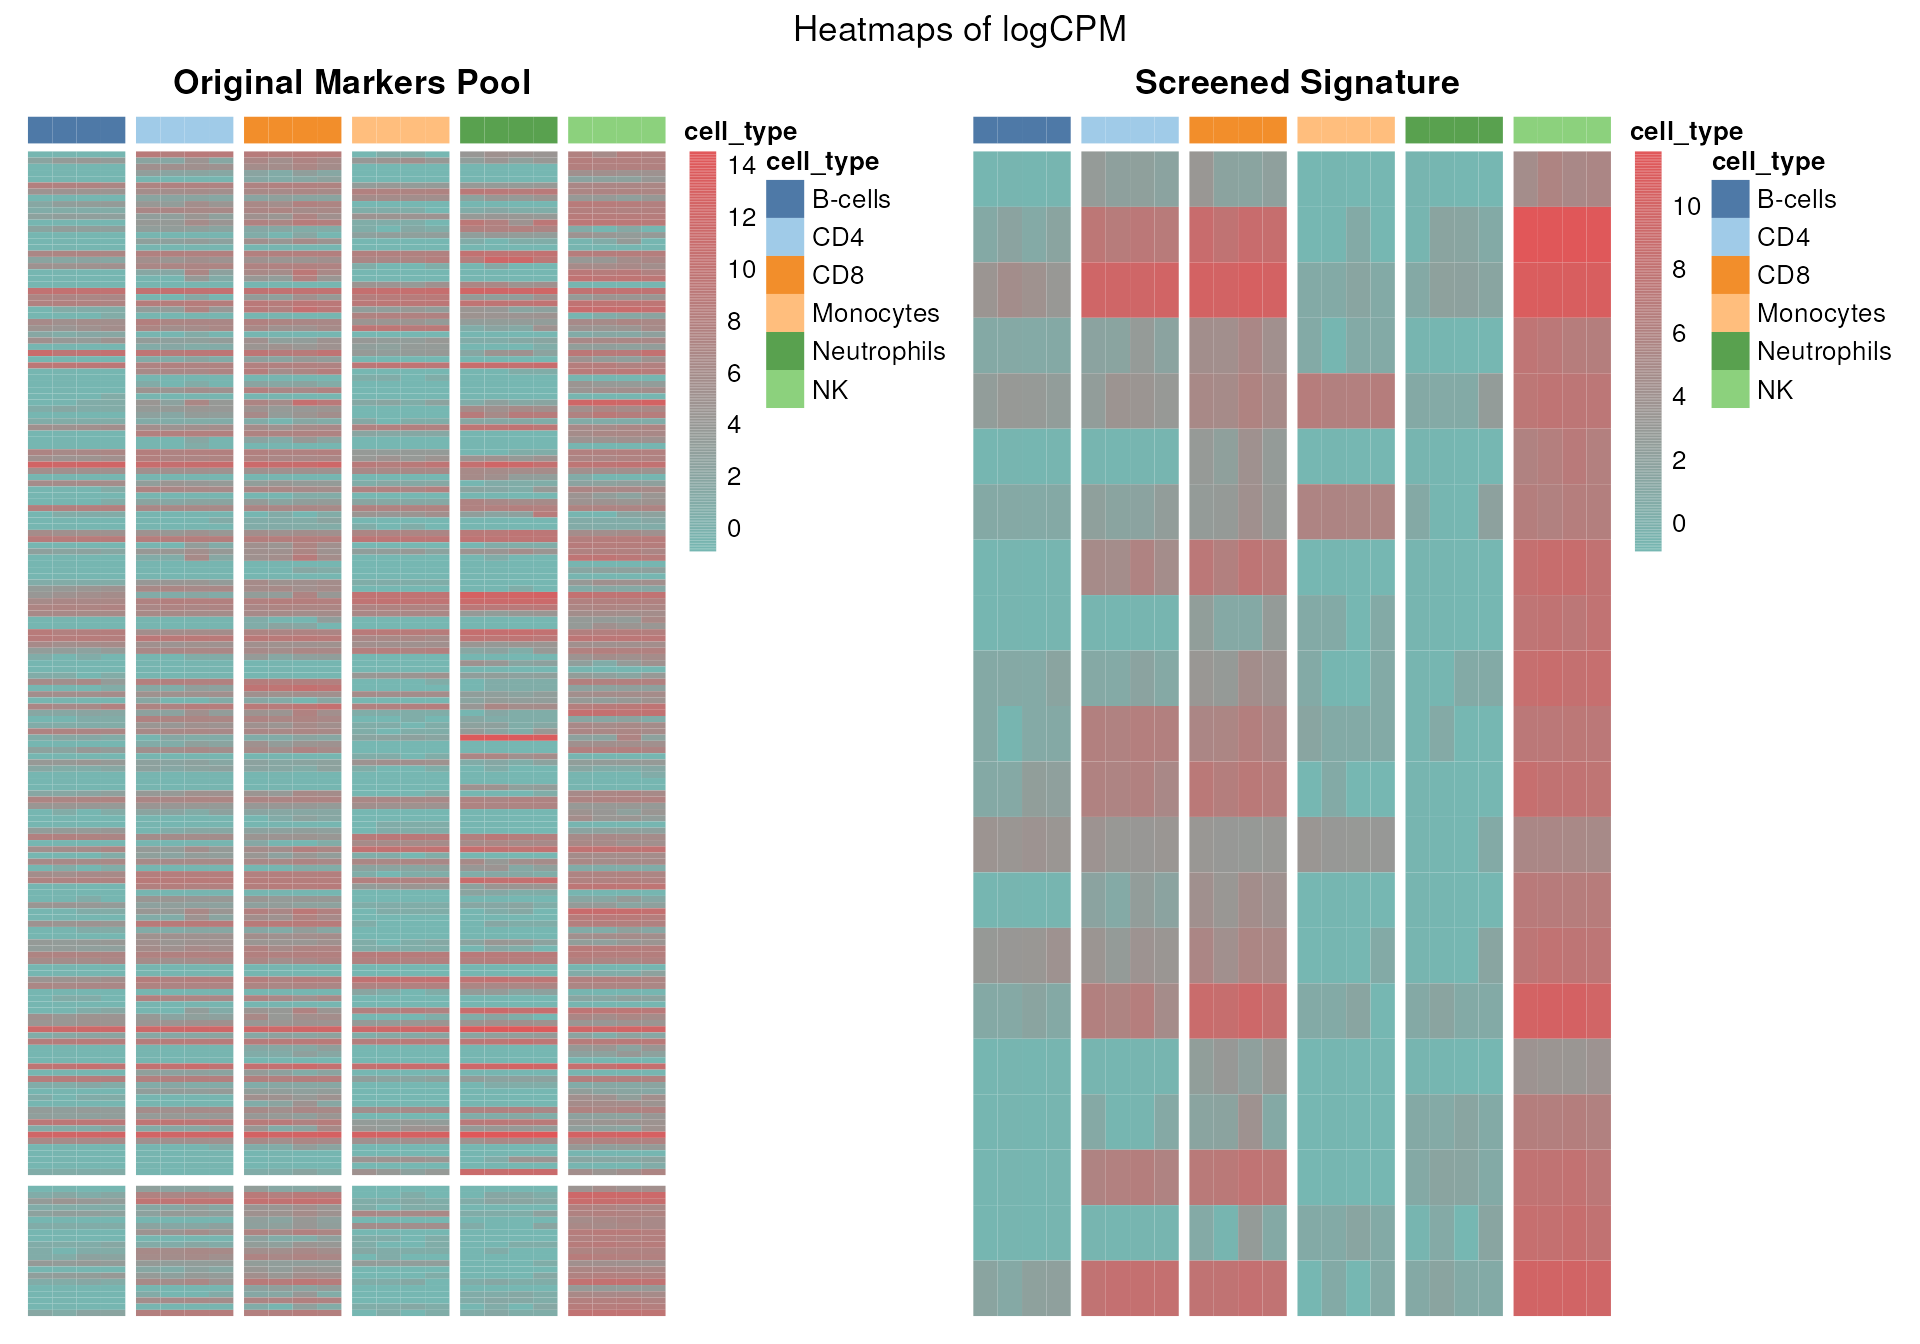 Heatmaps of logCPM
Original Markers Pool
cell_type
14
12
10
8
6
4
2
0
cell_type
B-cells
CD4
CD8
Monocytes
Neutrophils
NK
Screened Signature
cell_type
10
8
6
4
2
0
cell_type
B-cells
CD4
CD8
Monocytes
Neutrophils
NK